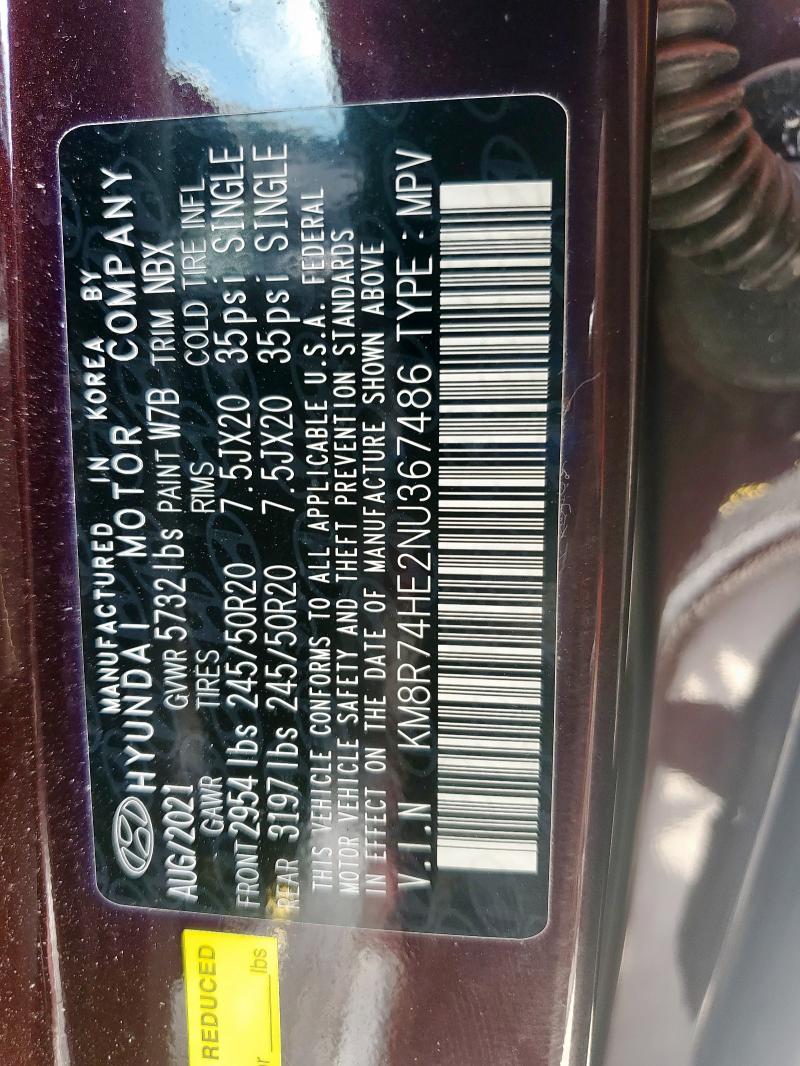 MANUFACTURED IN KOREA BY
HYUNDAI MOTOR COMPANY
AUG/2021 GVWR 5732lbs PAINT W7B TRIM NBX
GAWR TIRES RIMS COLD TIRE INFL
FRONT 2954 lbs 245/50R20 7.5JX20 35psi SINGLE
REAR 3197 lbs 245/50R20 7.5JX20 35psi SINGLE
THIS VEHICLE CONFORMS TO ALL APPLICABLE U.S.A. FEDERAL
MOTOR VEHICLE SAFETY AND THEFT PREVENTION STANDARDS
IN EFFECT ON THE DATE OF MANUFACTURE SHOWN ABOVE
V.I.N KM8R74HE2NU367486 TYPE : MPV
REDUCED
or lbs